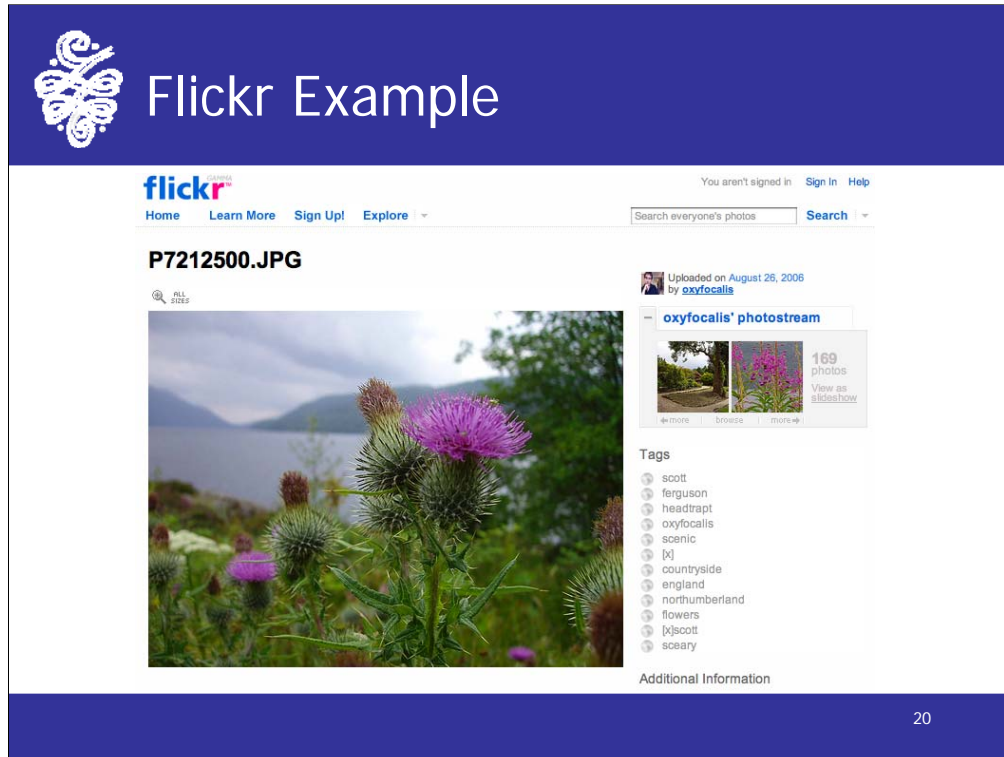 Flickr Example
flickr™
GAMMA
You aren't signed in Sign In Help
Home Learn More Sign Up! Explore
Search everyone's photos Search
P7212500.JPG
ALL
SIZES
Uploaded on August 26, 2006
by oxyfocalis
oxyfocalis' photostream
169
photos
View as
slideshow
more browse more
Tags
scott
ferguson
headtrapt
oxyfocalis
scenic
[x]
countryside
england
northumberland
flowers
[x]scott
sceary
Additional Information
20